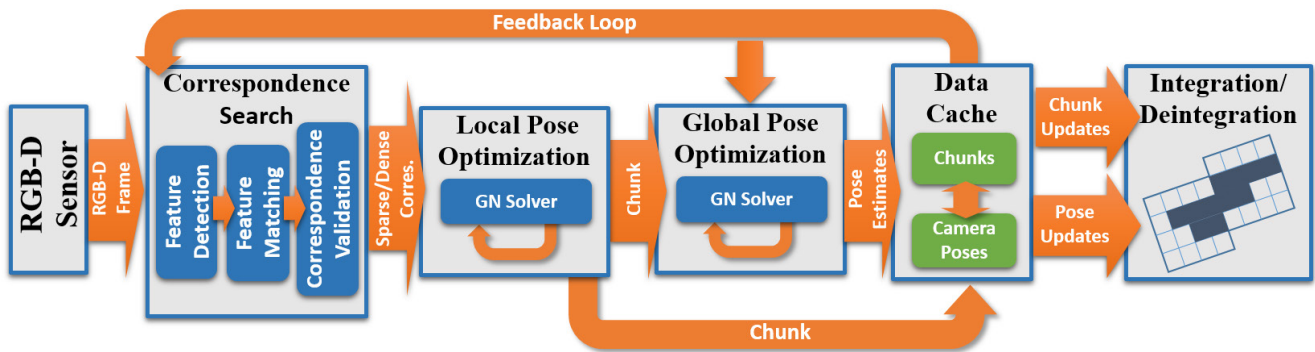 Feedback Loop
RGB-D
Sensor
RGB-D
Frame
Correspondence
Search
Feature
Detection
Feature
Matching
Correspondence
Validation
Sparse/Dense
Corres.
Local Pose
Optimization
GN Solver
Chunk
Global Pose
Optimization
GN Solver
Pose
Estimates
Data
Cache
Chunks
Camera
Poses
Chunk
Updates
Pose
Updates
Integration/
Deintegration
Chunk